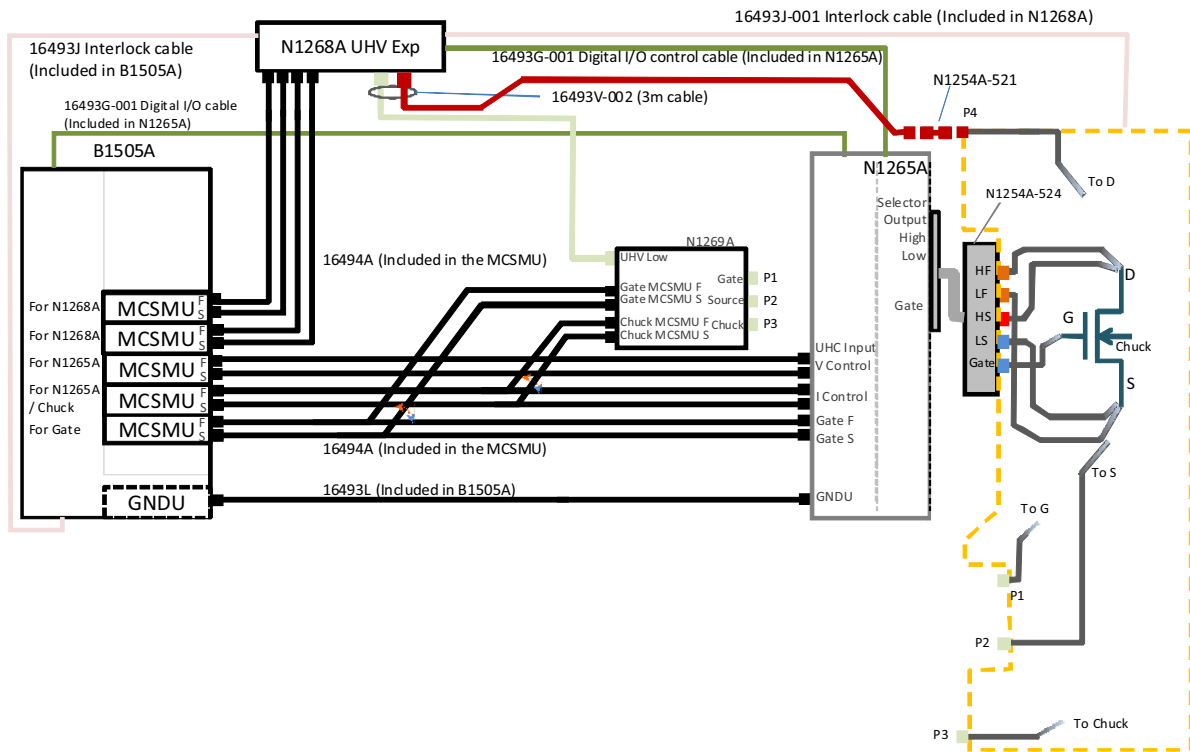 16493J-001 Interlock cable (Included in N1268A)
16493J Interlock cable
(Included in B1505A)
N1268A UHV Exp
16493G-001 Digital I/O control cable (Included in N1265A)
N1254A-521
16493V-002 (3m cable)
16493G-001 Digital I/O cable
(Included in N1265A)
P4
B1505A
N1265A
To D
N1254A-524
Selector
Output
High
Low
Gate
N1269A
UHV Low
16494A (Included in the MCSMU)
Gate
P1
Gate MCSMU F
Gate MCSMU S
Source
P2
Chuck MCSMU F
Chuck
P3
Chuck MCSMU S
HF
LF
HS
LS
Gate
D
G
Chuck
S
For N1268A
MCSMU
F
S
For N1268A
MCSMU
F
S
For N1265A
MCSMU
F
S
For N1265A
/ Chuck
MCSMU
F
S
For Gate
MCSMU
F
S
UHC Input
V Control
I Control
Gate F
Gate S
16494A (Included in the MCSMU)
To S
16493L (Included in B1505A)
GNDU
GNDU
To G
P1
P2
P3
To Chuck